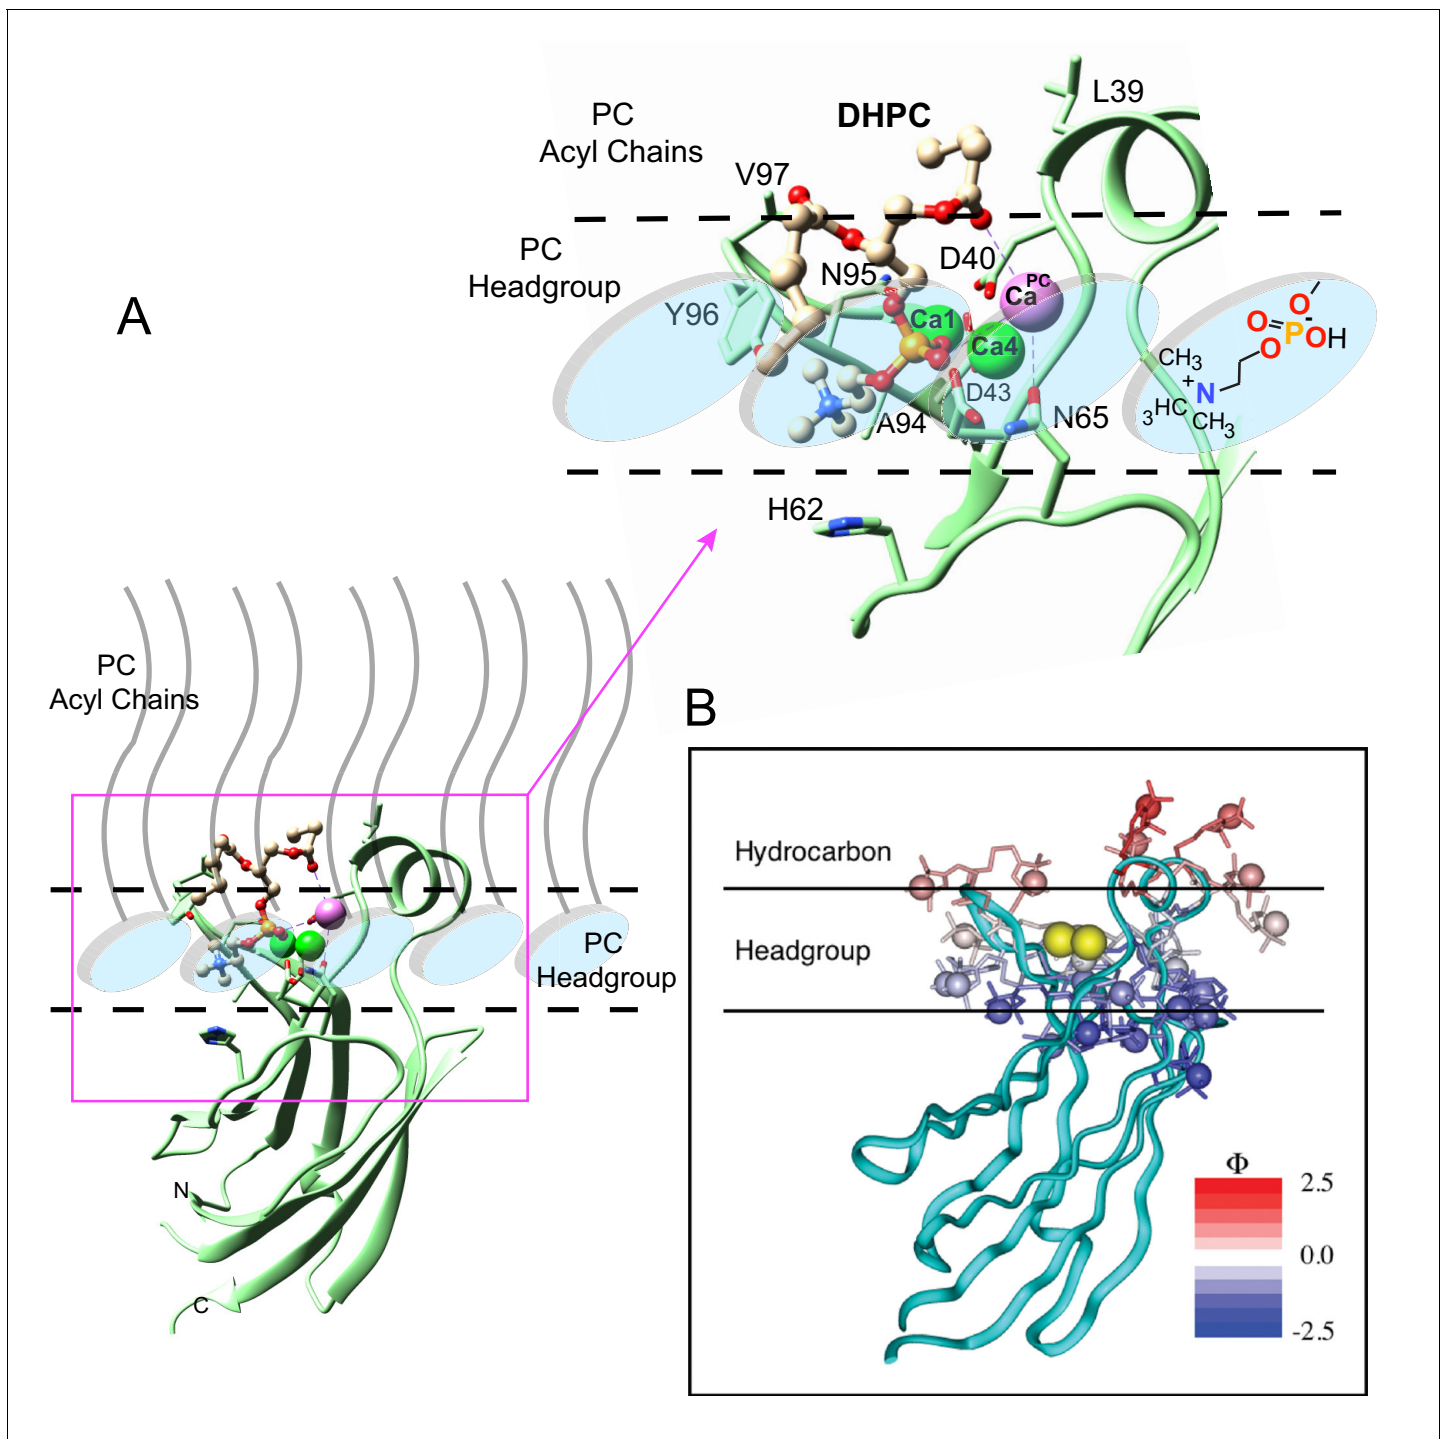 A
PC
Acyl Chains
DHPC
L39
V97
PC
Headgroup
N95
D40
Ca PC
Y96
Ca1
Ca4
D43
A94
N65
O
O=P-OH
O
CH3
+
N
3HC
CH3
H62
PC
Acyl Chains
PC
Headgroup
N
C
B
Hydrocarbon
Headgroup
Φ
2.5
0.0
-2.5